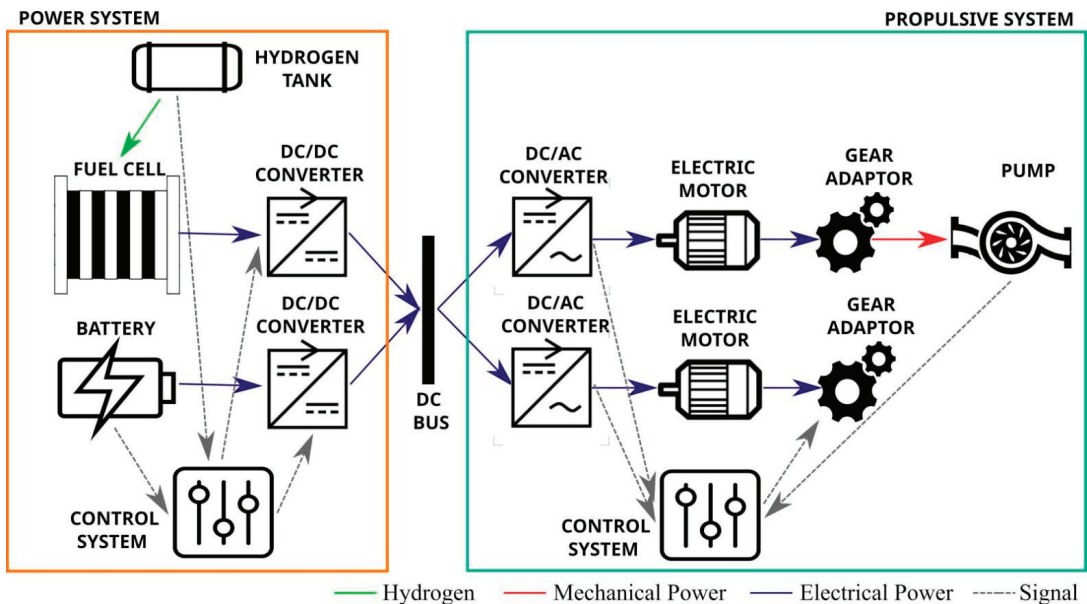 POWER SYSTEM
PROPULSIVE SYSTEM
HYDROGEN
TANK
FUEL CELL
DC/DC
CONVERTER
DC/AC
CONVERTER
ELECTRIC
MOTOR
GEAR
ADAPTOR
PUMP
BATTERY
DC/DC
CONVERTER
DC
BUS
DC/AC
CONVERTER
ELECTRIC
MOTOR
GEAR
ADAPTOR
CONTROL
SYSTEM
CONTROL
SYSTEM
Hydrogen
Mechanical Power
Electrical Power
Signal